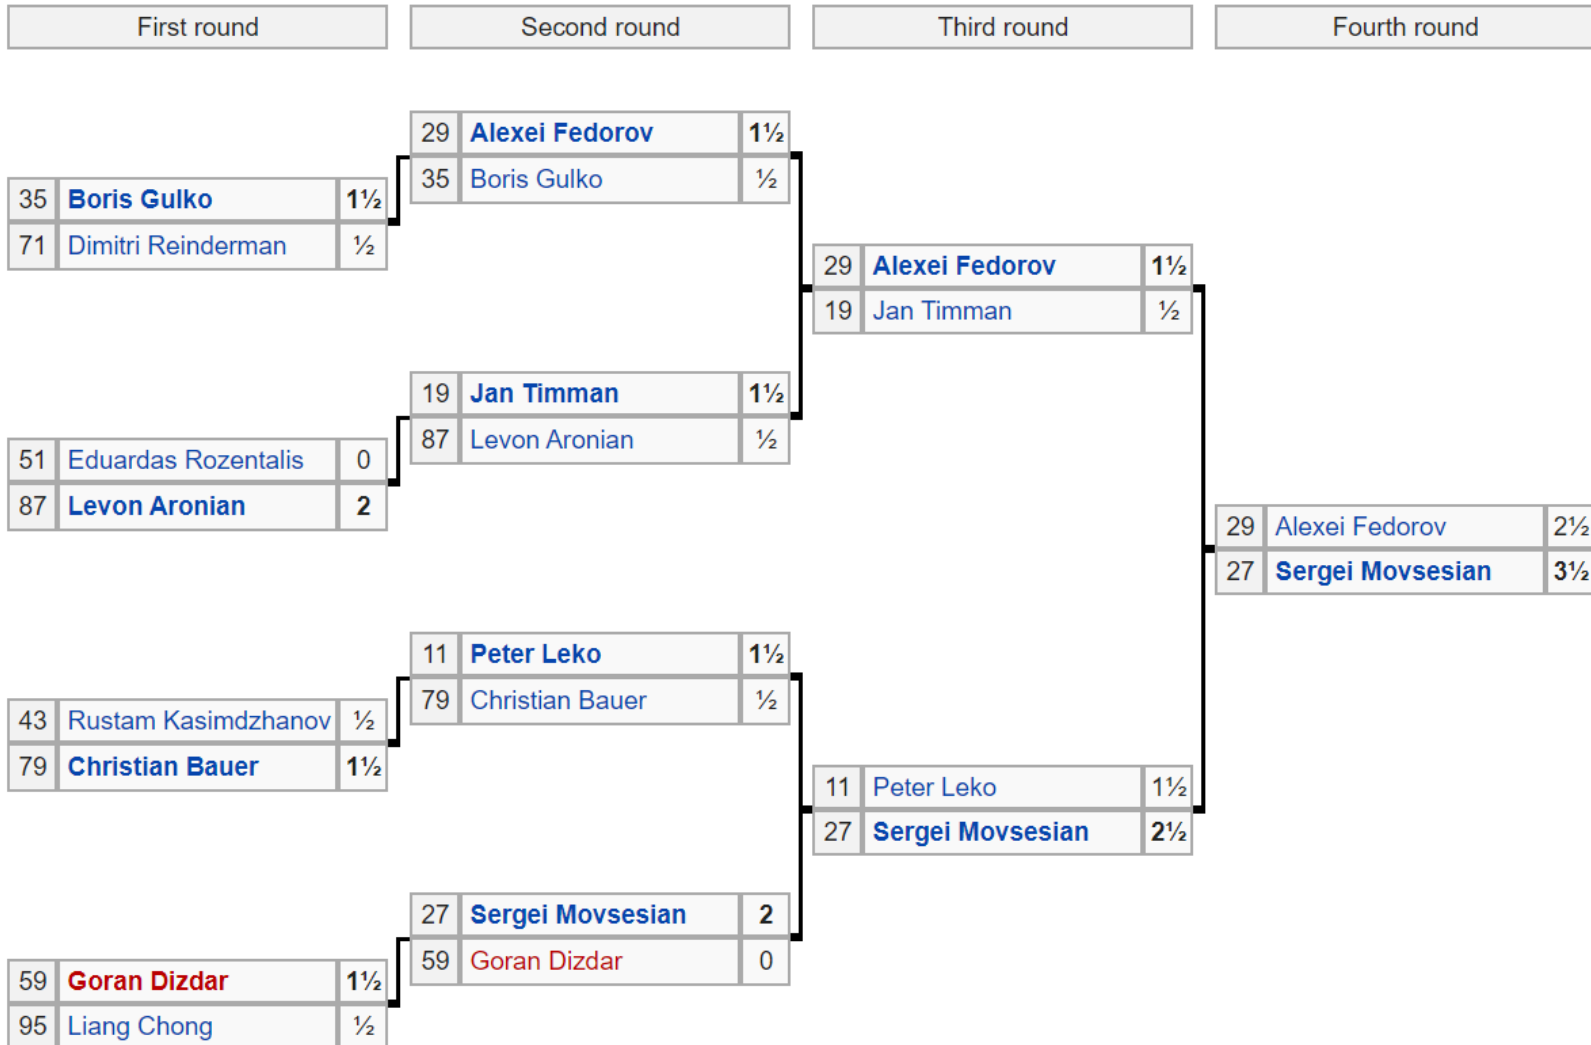 First round
Second round
Third round
Fourth round
35 Boris Gulko 1½
71 Dimitri Reinderman ½
51 Eduardas Rozentalis 0
87 Levon Aronian 2
43 Rustam Kasimdzhanov ½
79 Christian Bauer 1½
59 Goran Dizdar 1½
95 Liang Chong ½
29 Alexei Fedorov 1½
35 Boris Gulko ½
19 Jan Timman 1½
87 Levon Aronian ½
11 Peter Leko 1½
79 Christian Bauer ½
27 Sergei Movsesian 2
59 Goran Dizdar 0
29 Alexei Fedorov 1½
19 Jan Timman ½
11 Peter Leko 1½
27 Sergei Movsesian 2½
29 Alexei Fedorov 2½
27 Sergei Movsesian 3½